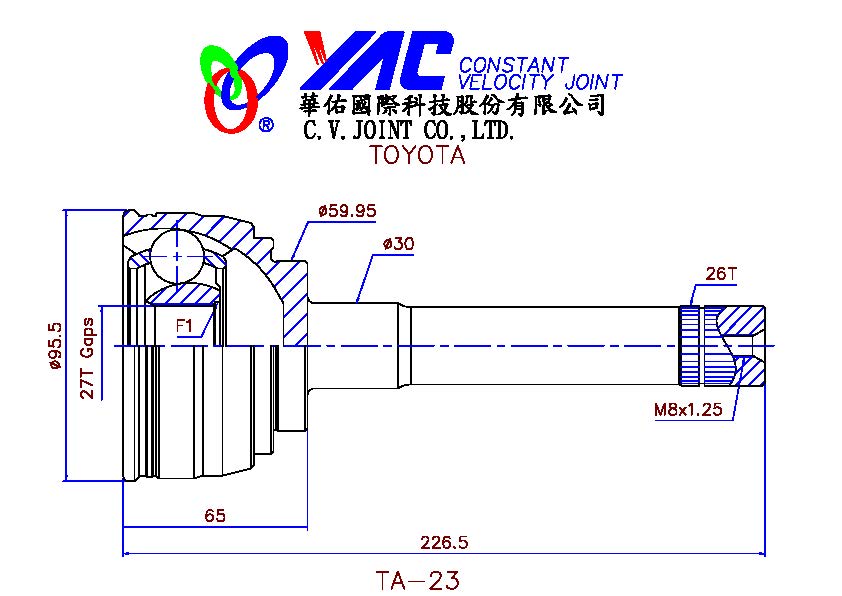 YAC
CONSTANT
VELOCITY JOINT
®
華佑國際科技股份有限公司
C.V.JOINT CO.,LTD.
TOYOTA
ø59.95
ø30
26T
ø95.5
27T Gaps
F1
M8x1.25
65
226.5
TA-23